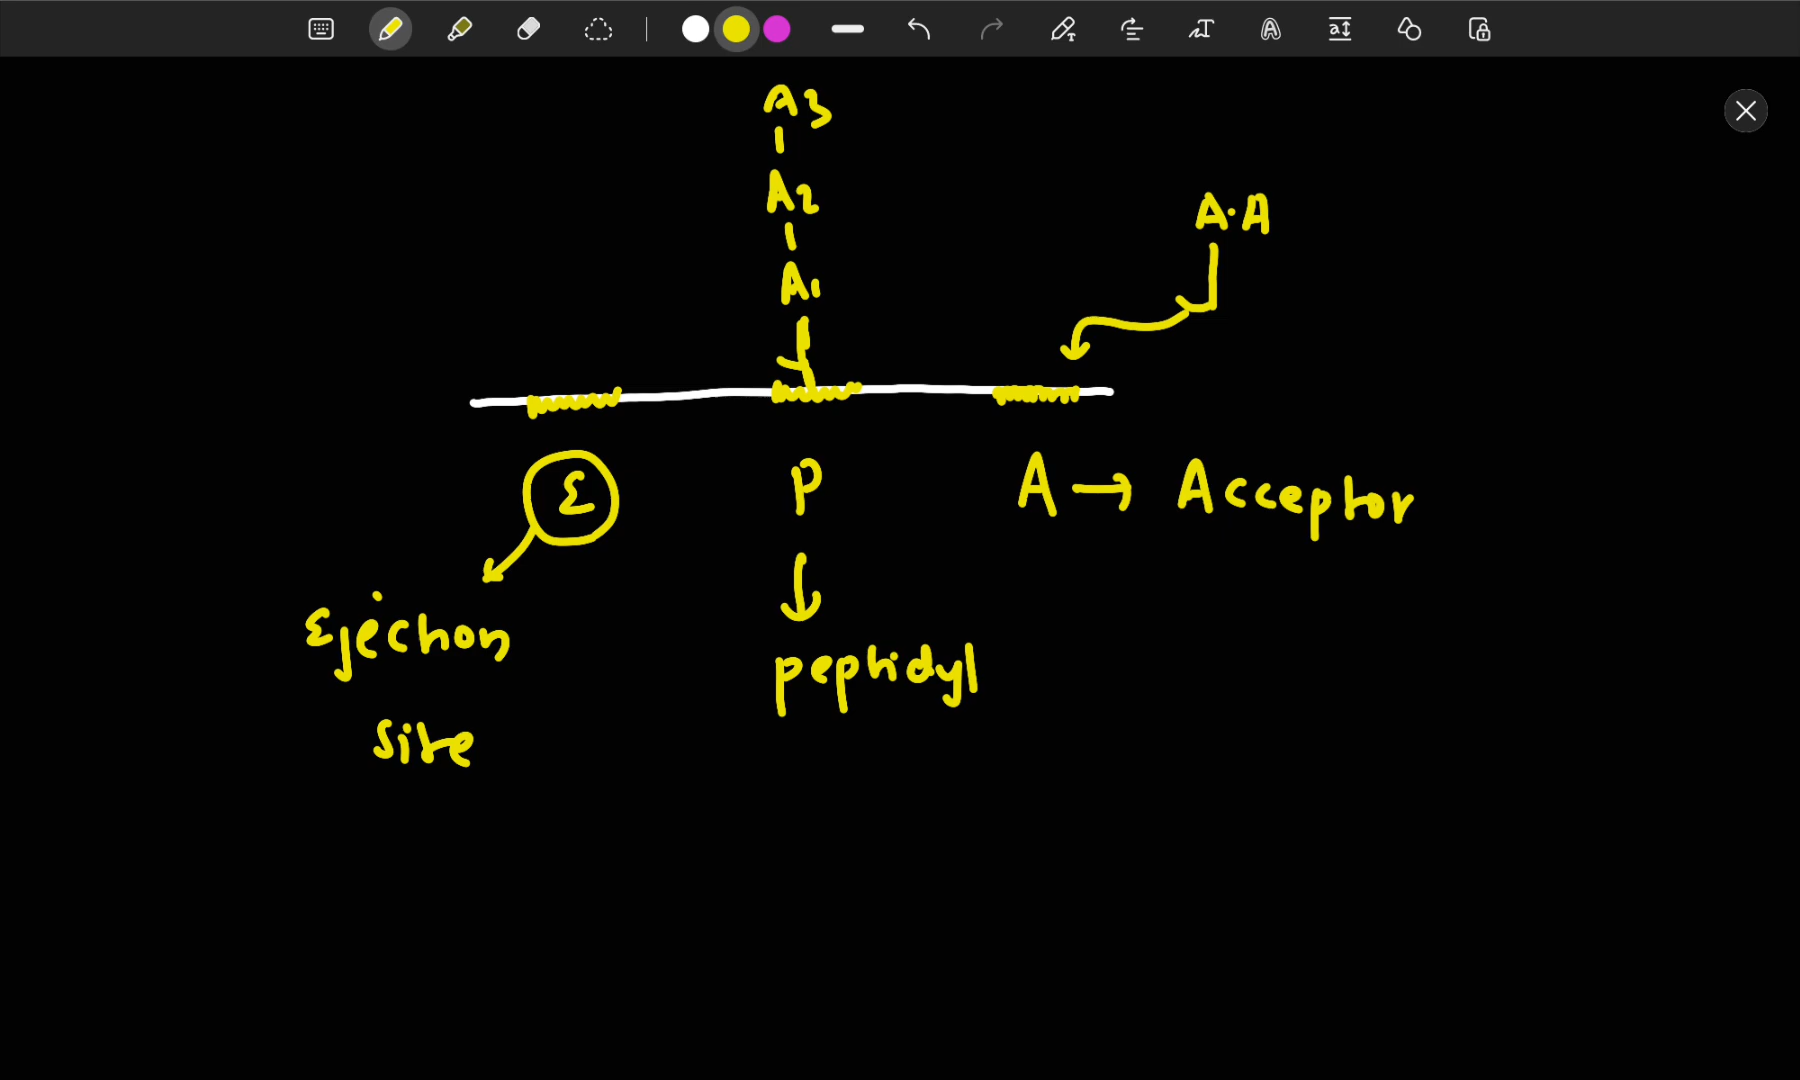 A3
A2
A1
A.A
E
P
A → Acceptor
Ejection
site
peptidyl